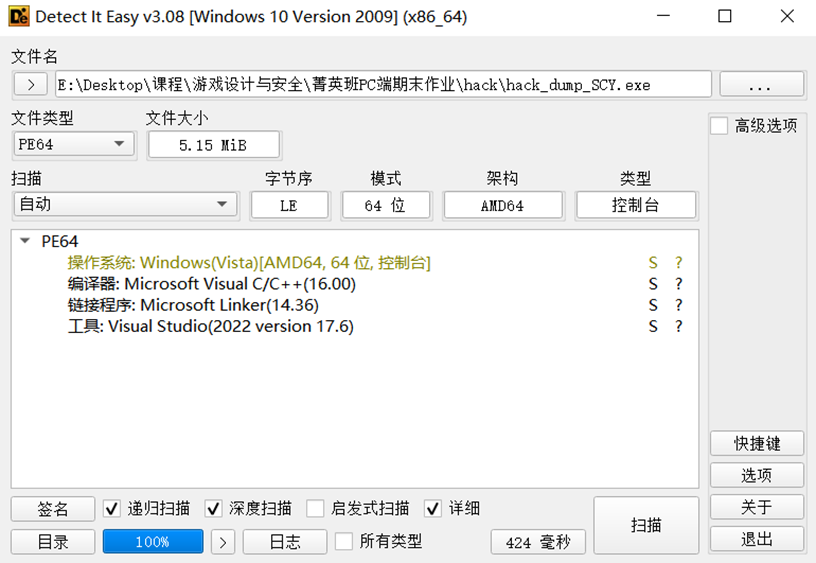 Detect It Easy v3.08 [Windows 10 Version 2009] (x86_64)
文件名
> E:\Desktop\课程\游戏设计与安全\菁英班PC端期末作业\hack\hack_dump_SCY.exe ...
文件类型 文件大小
PE64 5.15 MiB
高级选项
扫描 字节序 模式 架构 类型
自动 LE 64 位 AMD64 控制台
PE64
操作系统: Windows(Vista)[AMD64, 64 位, 控制台] S ?
编译器: Microsoft Visual C/C++(16.00) S ?
链接程序: Microsoft Linker(14.36) S ?
工具: Visual Studio(2022 version 17.6) S ?
快捷键
选项
签名 递归扫描 深度扫描 启发式扫描 详细 扫描 关于
目录 100% > 日志 所有类型 424 毫秒 退出